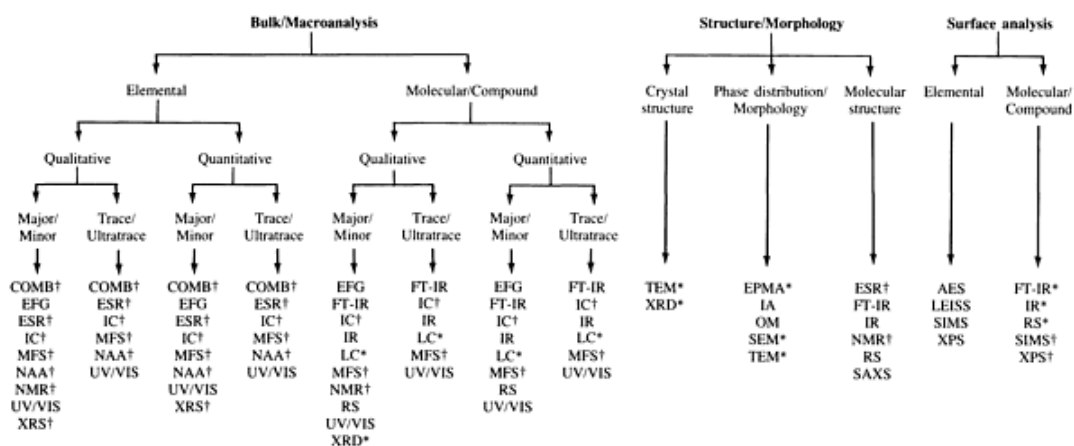 Bulk/Macroanalysis
Elemental
Qualitative
Major/
Minor
COMB†
EFG
ESR†
IC†
MFS†
NAA†
NMR†
UV/VIS
XRS†
Trace/
Ultratrace
COMB†
ESR†
IC†
MFS†
NAA†
UV/VIS
Quantitative
Major/
Minor
COMB†
EFG
ESR†
IC†
MFS†
NAA†
UV/VIS
XRS†
Trace/
Ultratrace
COMB†
ESR†
IC†
MFS†
NAA†
UV/VIS
Molecular/Compound
Qualitative
Major/
Minor
EFG
FT-IR
IC†
IR
LC*
MFS†
NMR†
RS
UV/VIS
XRD*
Trace/
Ultratrace
FT-IR
IC†
IR
LC*
MFS†
UV/VIS
Quantitative
Major/
Minor
EFG
FT-IR
IC†
IR
LC*
MFS†
RS
UV/VIS
Trace/
Ultratrace
FT-IR
IC†
IR
LC*
MFS†
UV/VIS
Structure/Morphology
Crystal
structure
TEM*
XRD*
Phase distribution/
Morphology
EPMA*
IA
OM
SEM*
TEM*
Molecular
structure
ESR†
FT-IR
IR
NMR†
RS
SAXS
Surface analysis
Elemental
AES
LEISS
SIMS
XPS
Molecular/
Compound
FT-IR*
IR*
RS*
SIMS†
XPS†